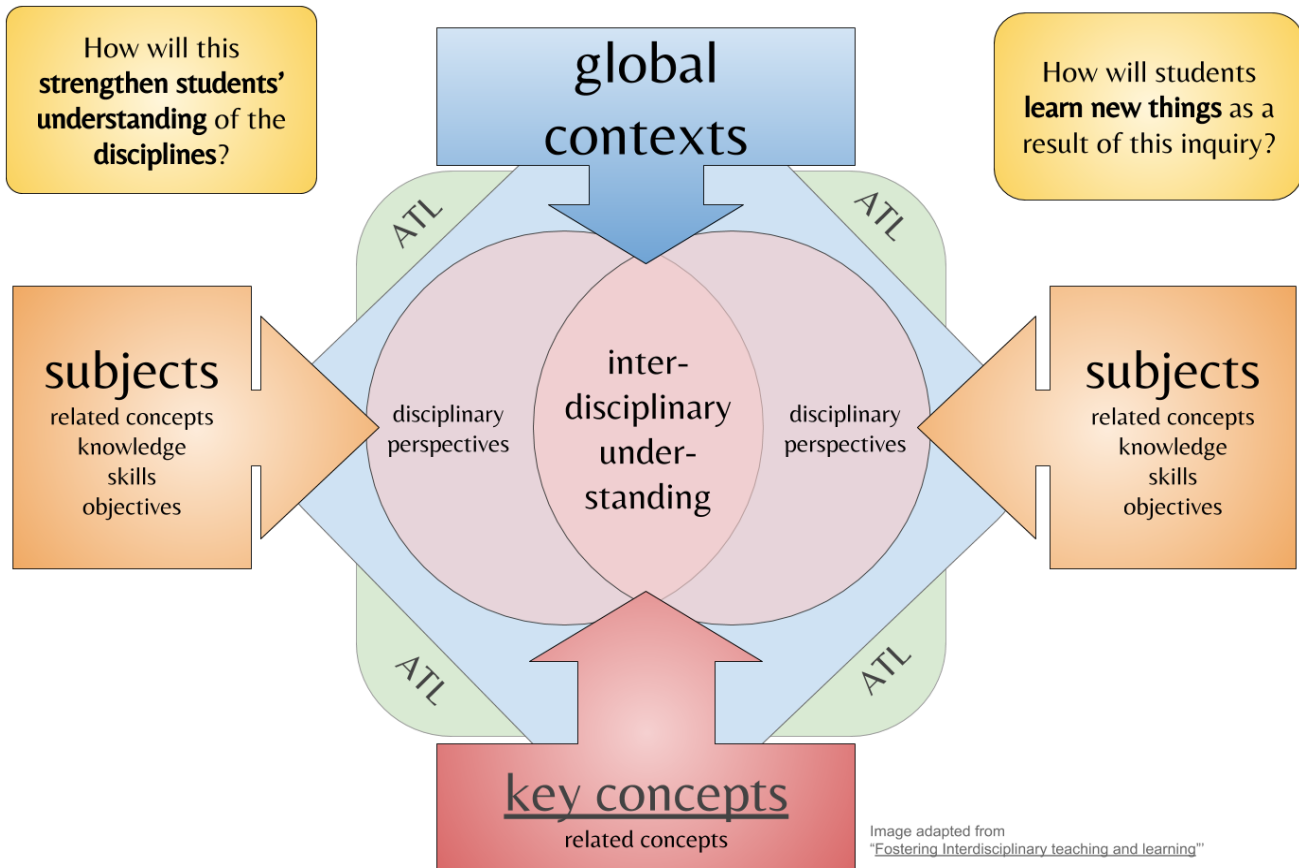 How will this
strengthen students'
understanding of the
disciplines?
global
contexts
How will students
learn new things as a
result of this inquiry?
ATL
ATL
subjects
related concepts
knowledge
skills
objectives
disciplinary
perspectives
inter-
disciplinary
under-
standing
disciplinary
perspectives
subjects
related concepts
knowledge
skills
objectives
ATL
ATL
key concepts
related concepts
Image adapted from
"Fostering Interdisciplinary teaching and learning"'